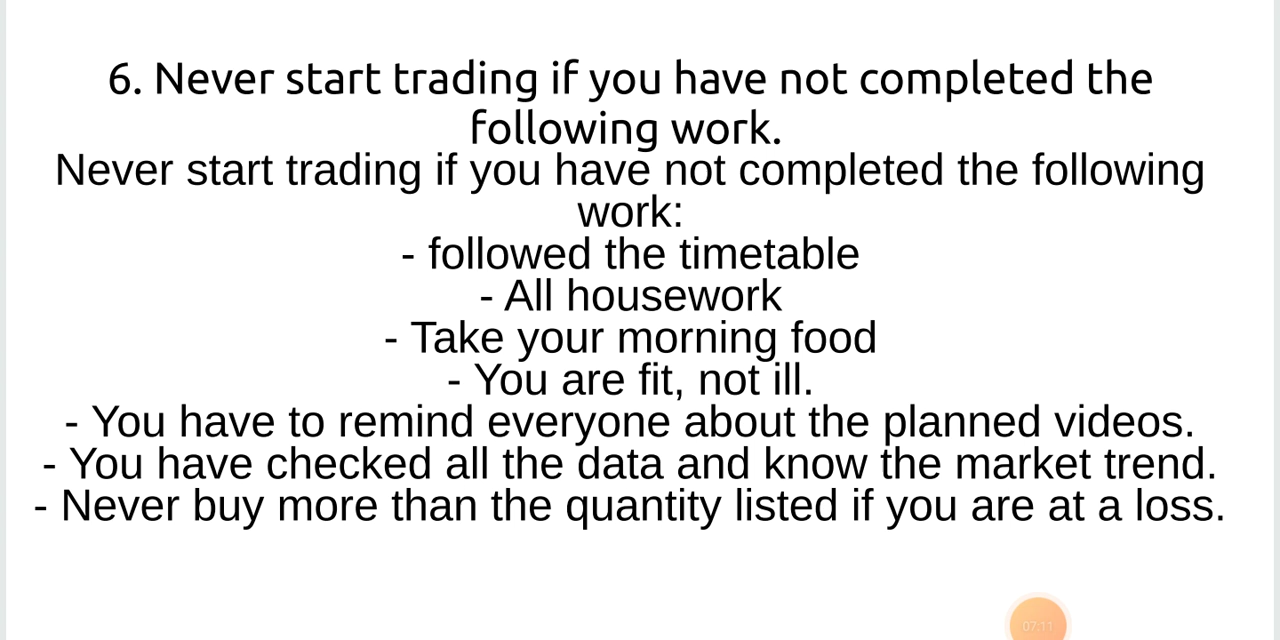 6. Never start trading if you have not completed the
following work.
Never start trading if you have not completed the following
work:
- followed the timetable
- All housework
- Take your morning food
- You are fit, not ill.
- You have to remind everyone about the planned videos.
- You have checked all the data and know the market trend.
- Never buy more than the quantity listed if you are at a loss.
07:11